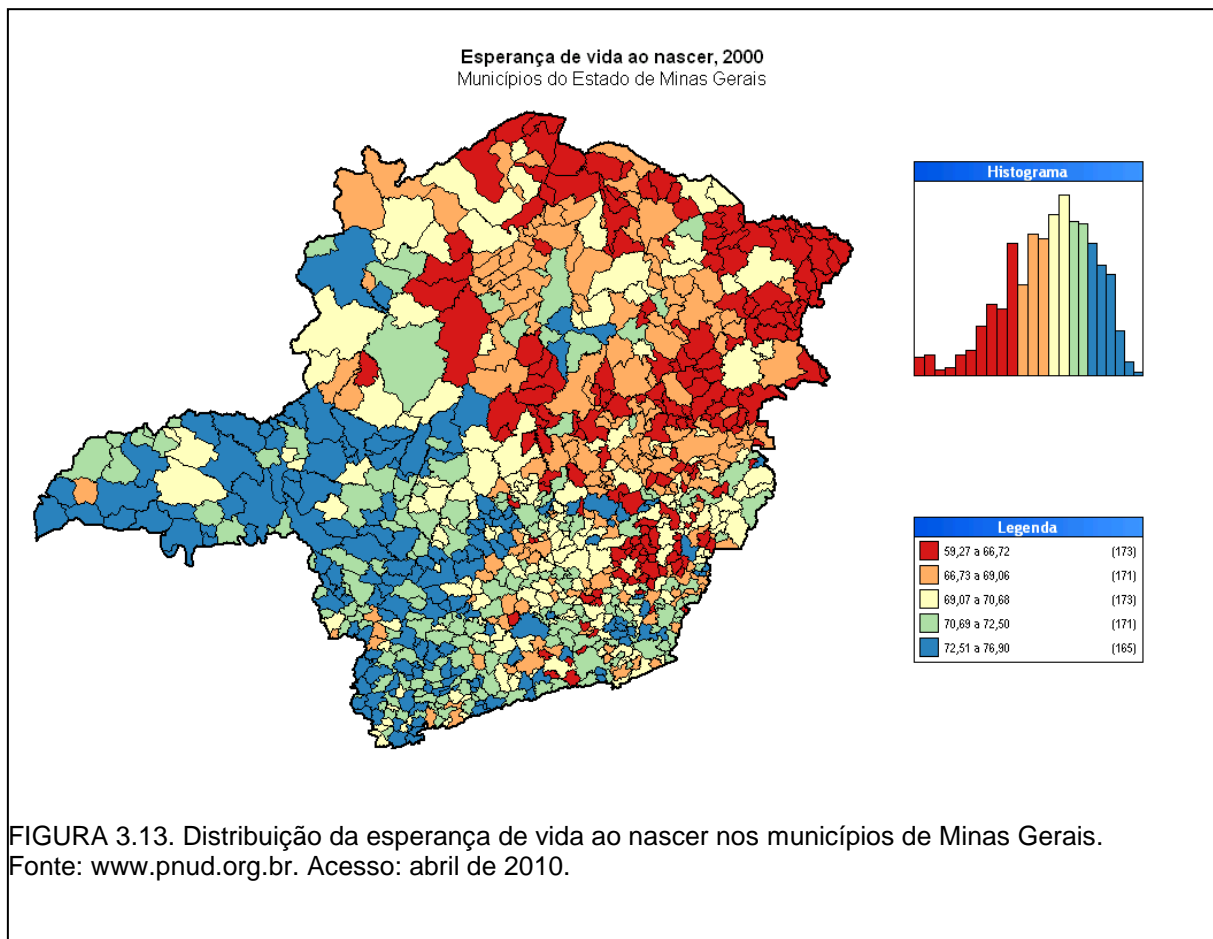 Esperança de vida ao nascer, 2000
Municípios do Estado de Minas Gerais
Histograma
Legenda
59,27 a 66,72 (173)
66,73 a 69,06 (171)
69,07 a 70,68 (173)
70,69 a 72,50 (171)
72,51 a 76,90 (165)
FIGURA 3.13. Distribuição da esperança de vida ao nascer nos municípios de Minas Gerais.
Fonte: www.pnud.org.br. Acesso: abril de 2010.